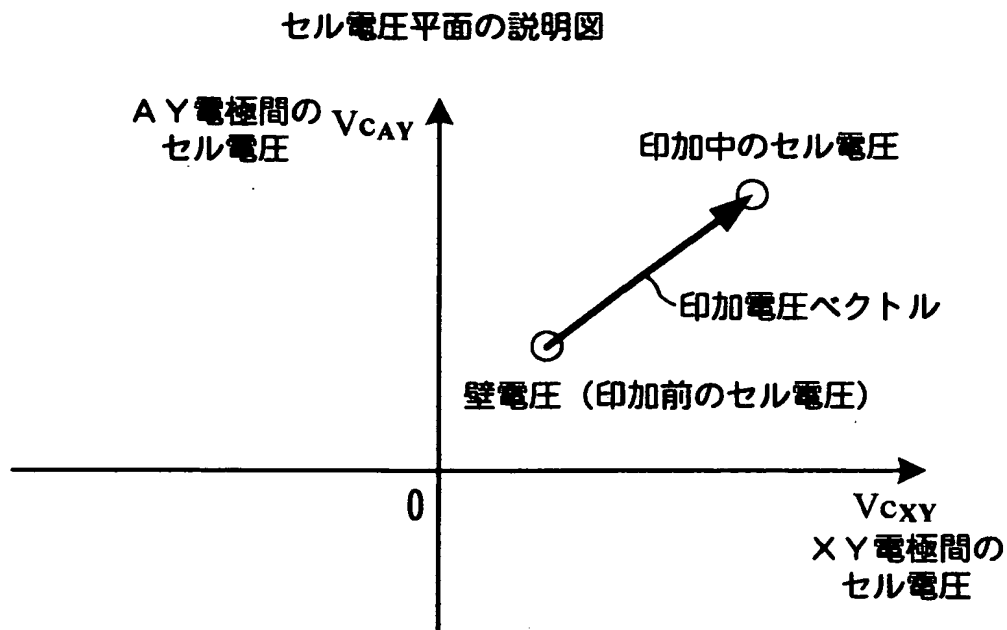 セル電圧平面の説明図
AY電極間の
セル電圧
VcAY
印加中のセル電圧
印加電圧ベクトル
壁電圧（印加前のセル電圧）
0
VcXY
XY電極間の
セル電圧